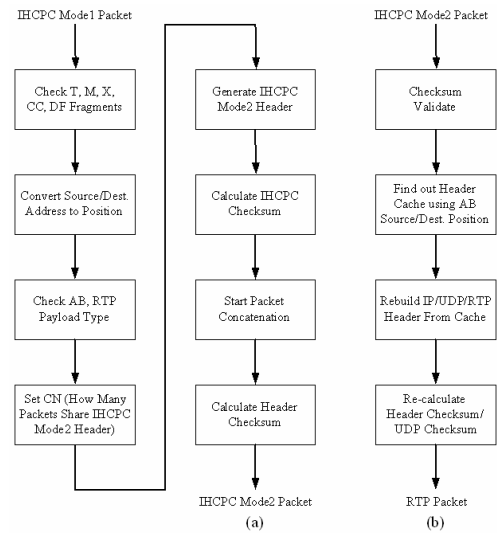 IHCPC Mode1 Packet
Check T, M, X,
CC, DF Fragments
Convert Source/Dest.
Address to Position
Check AB, RTP
Payload Type
Set CN (How Many
Packets Share IHCPC
Mode2 Header)
Generate IHCPC
Mode2 Header
Calculate IHCPC
Checksum
Start Packet
Concatenation
Calculate Header
Checksum
IHCPC Mode2 Packet
(a)
IHCPC Mode2 Packet
Checksum
Validate
Find out Header
Cache using AB
Source/Dest. Position
Rebuild IP/UDP/RTP
Header From Cache
Re-calculate
Header Checksum/
UDP Checksum
RTP Packet
(b)